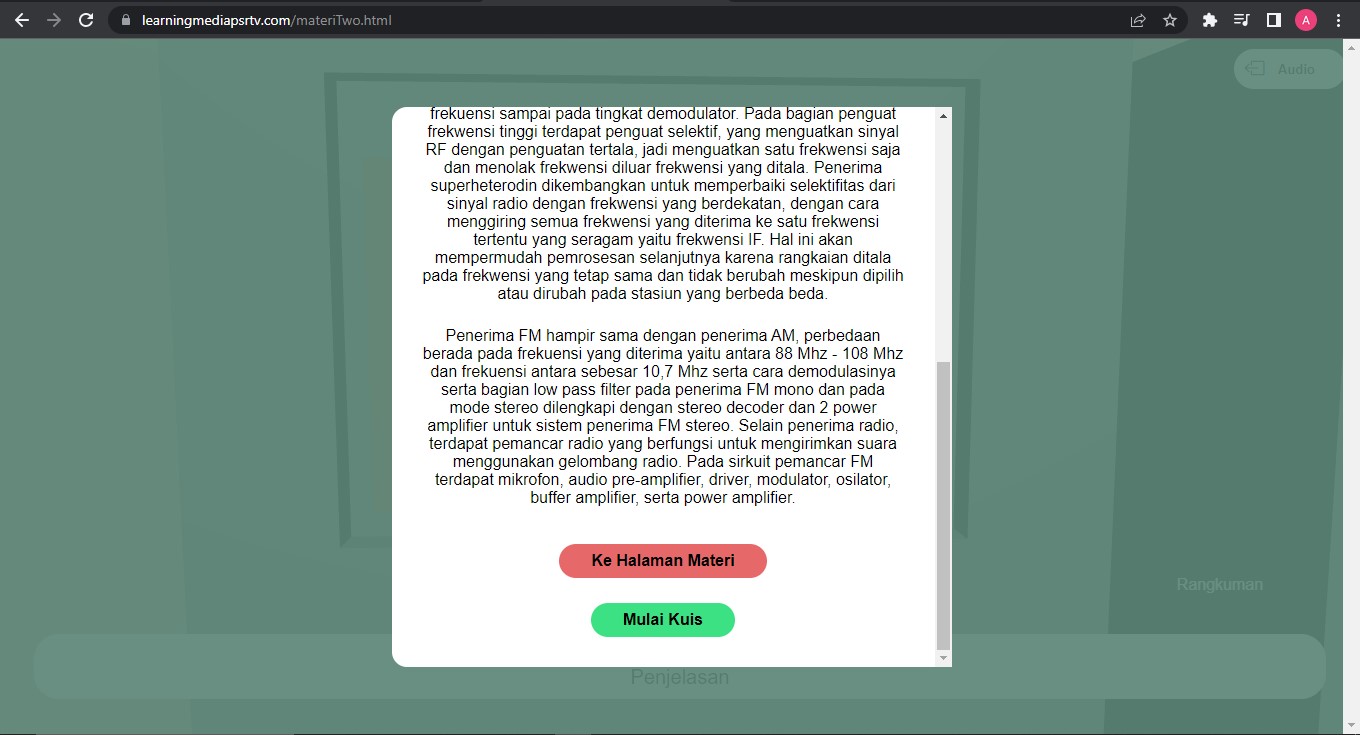 learningmediapsrtv.com/materiTwo.html
A
Audio
frekuensi sampai pada tingkat demodulator. Pada bagian penguat
frekwensi tinggi terdapat penguat selektif, yang menguatkan sinyal
RF dengan penguatan tertala, jadi menguatkan satu frekwensi saja
dan menolak frekwensi diluar frekwensi yang ditala. Penerima
superheterodin dikembangkan untuk memperbaiki selektifitas dari
sinyal radio dengan frekwensi yang berdekatan, dengan cara
menggiring semua frekwensi yang diterima ke satu frekwensi
tertentu yang seragam yaitu frekwensi IF. Hal ini akan
mempermudah pemrosesan selanjutnya karena rangkaian ditala
pada frekwensi yang tetap sama dan tidak berubah meskipun dipilih
atau dirubah pada stasiun yang berbeda beda.
Penerima FM hampir sama dengan penerima AM, perbedaan
berada pada frekuensi yang diterima yaitu antara 88 Mhz - 108 Mhz
dan frekuensi antara sebesar 10,7 Mhz serta cara demodulasinya
serta bagian low pass filter pada penerima FM mono dan pada
mode stereo dilengkapi dengan stereo decoder dan 2 power
amplifier untuk sistem penerima FM stereo. Selain penerima radio,
terdapat pemancar radio yang berfungsi untuk mengirimkan suara
menggunakan gelombang radio. Pada sirkuit pemancar FM
terdapat mikrofon, audio pre-amplifier, driver, modulator, osilator,
buffer amplifier, serta power amplifier.
Ke Halaman Materi
Rangkuman
Mulai Kuis
Penjelasan